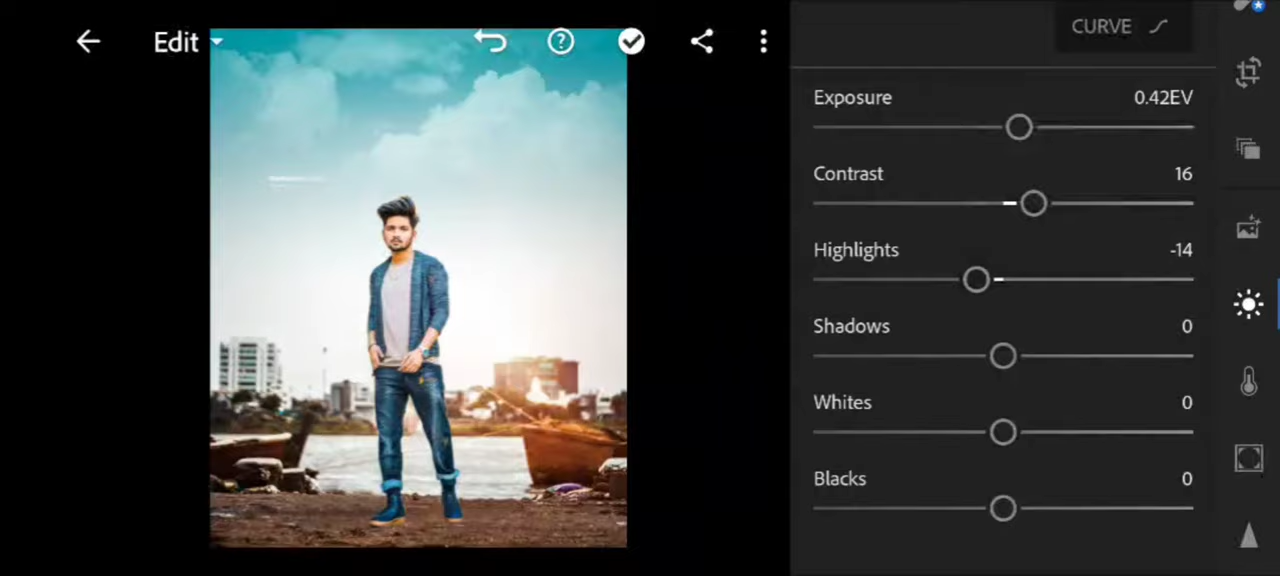 Edit
CURVE
Exposure 0.42EV
Contrast 16
Highlights -14
Shadows 0
Whites 0
Blacks 0